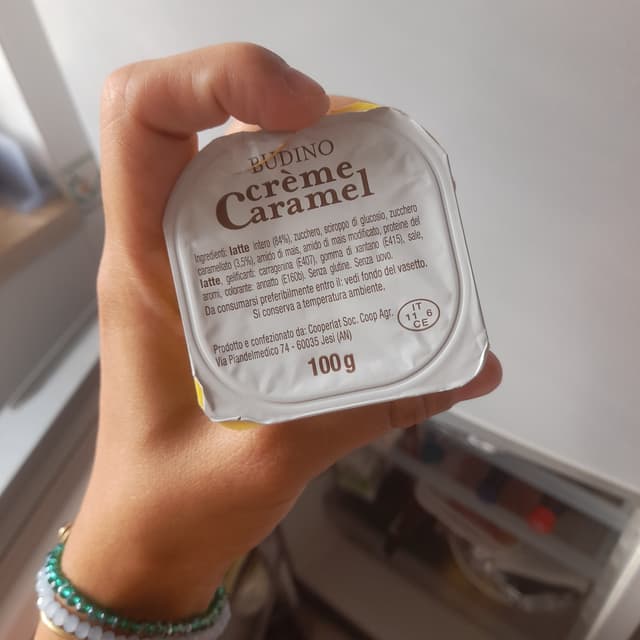 BUDINO
crème
Caramel
Ingredienti: latte intero (84%), zucchero, sciroppo di glucosio, zucchero
caramellato (3,5%), amido di mais, amido di mais modificato, proteine del
latte, gelificanti: carragenina (E407), gomma di xantano (E415), sale,
aromi, colorante: annatto (E160b). Senza glutine. Senza uovo.
Da consumarsi preferibilmente entro il: vedi fondo del vasetto.
Si conserva a temperatura ambiente.
Prodotto e confezionato da: Cooperlat Soc. Coop Agr.
Via Piandelmedico 74 - 60035 Jesi (AN)
IT
11 6
CE
100 g